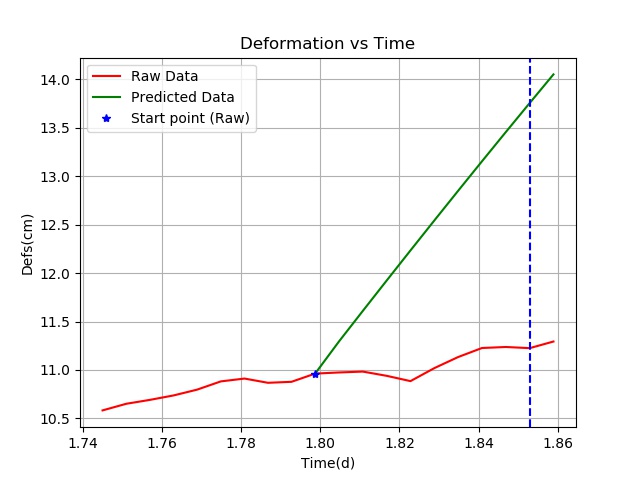 Deformation vs Time
Raw Data
Predicted Data
Start point (Raw)
Defs(cm)
14.0
13.5
13.0
12.5
12.0
11.5
11.0
10.5
1.74 1.76 1.78 1.80 1.82 1.84 1.86
Time(d)